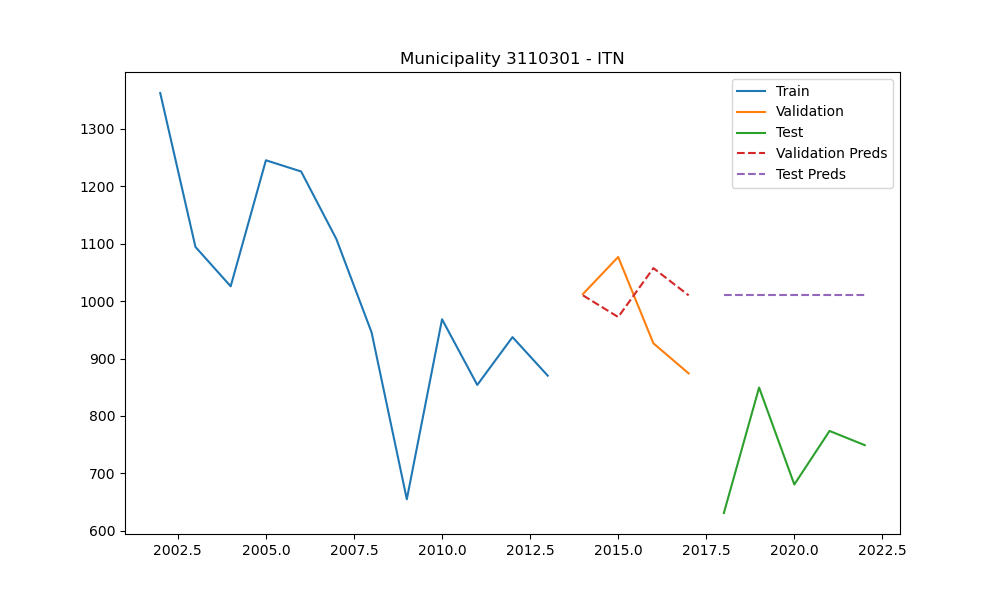 Municipality 3110301 - ITN
Train
Validation
Test
Validation Preds
Test Preds
1300
1200
1100
1000
900
800
700
600
2002.5 2005.0 2007.5 2010.0 2012.5 2015.0 2017.5 2020.0 2022.5